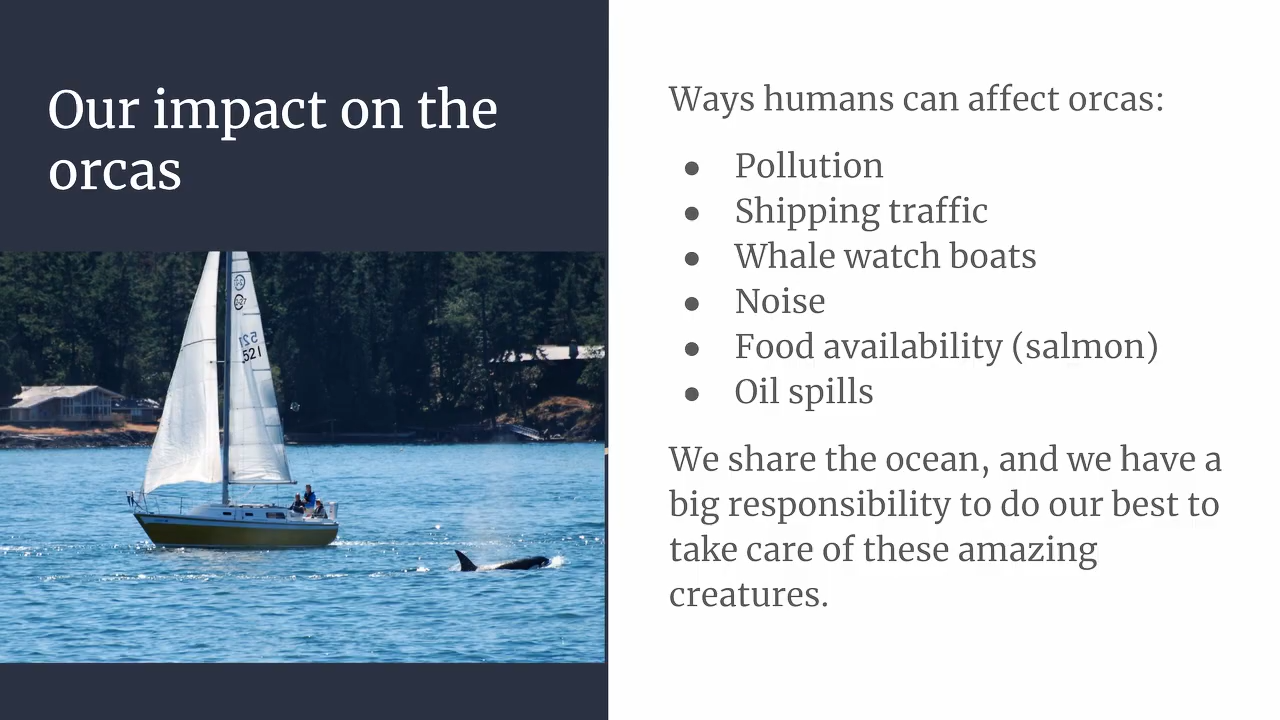 Our impact on the
orcas
521
521
Ways humans can affect orcas:
● Pollution
● Shipping traffic
● Whale watch boats
● Noise
● Food availability (salmon)
● Oil spills
We share the ocean, and we have a
big responsibility to do our best to
take care of these amazing
creatures.